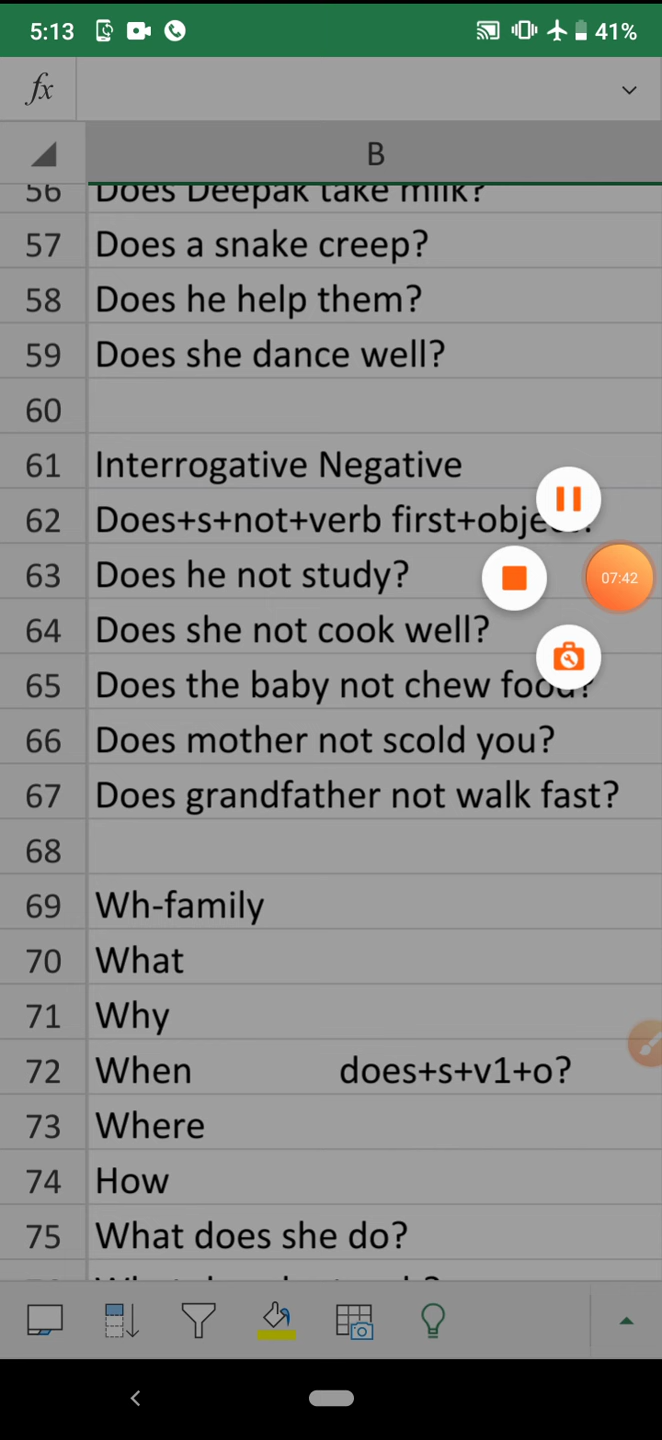 5:13 41%
fx
B
56 Does Deepak take milk?
57 Does a snake creep?
58 Does he help them?
59 Does she dance well?
60
61 Interrogative Negative
62 Does+s+not+verb first+obje
63 Does he not study?
07:42
64 Does she not cook well?
65 Does the baby not chew food?
66 Does mother not scold you?
67 Does grandfather not walk fast?
68
69 Wh-family
70 What
71 Why
72 When does+s+v1+o?
73 Where
74 How
75 What does she do?